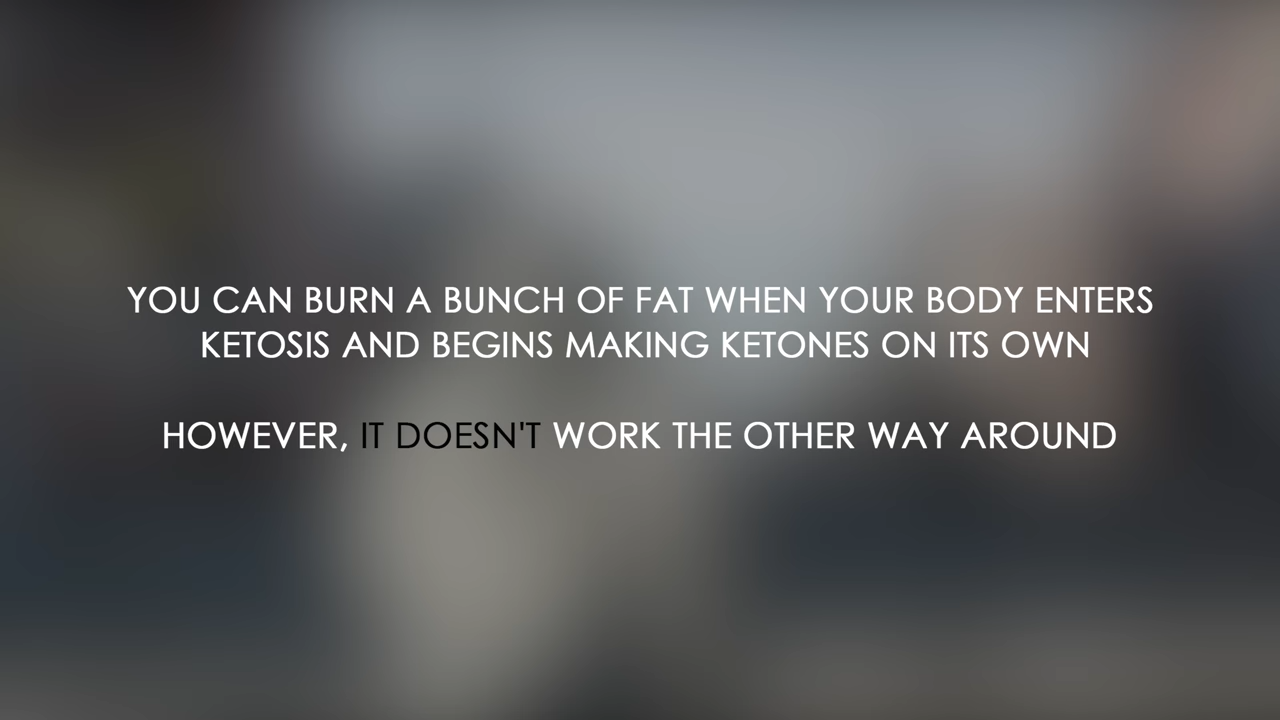 YOU CAN BURN A BUNCH OF FAT WHEN YOUR BODY ENTERS
KETOSIS AND BEGINS MAKING KETONES ON ITS OWN
HOWEVER, IT DOESN'T WORK THE OTHER WAY AROUND